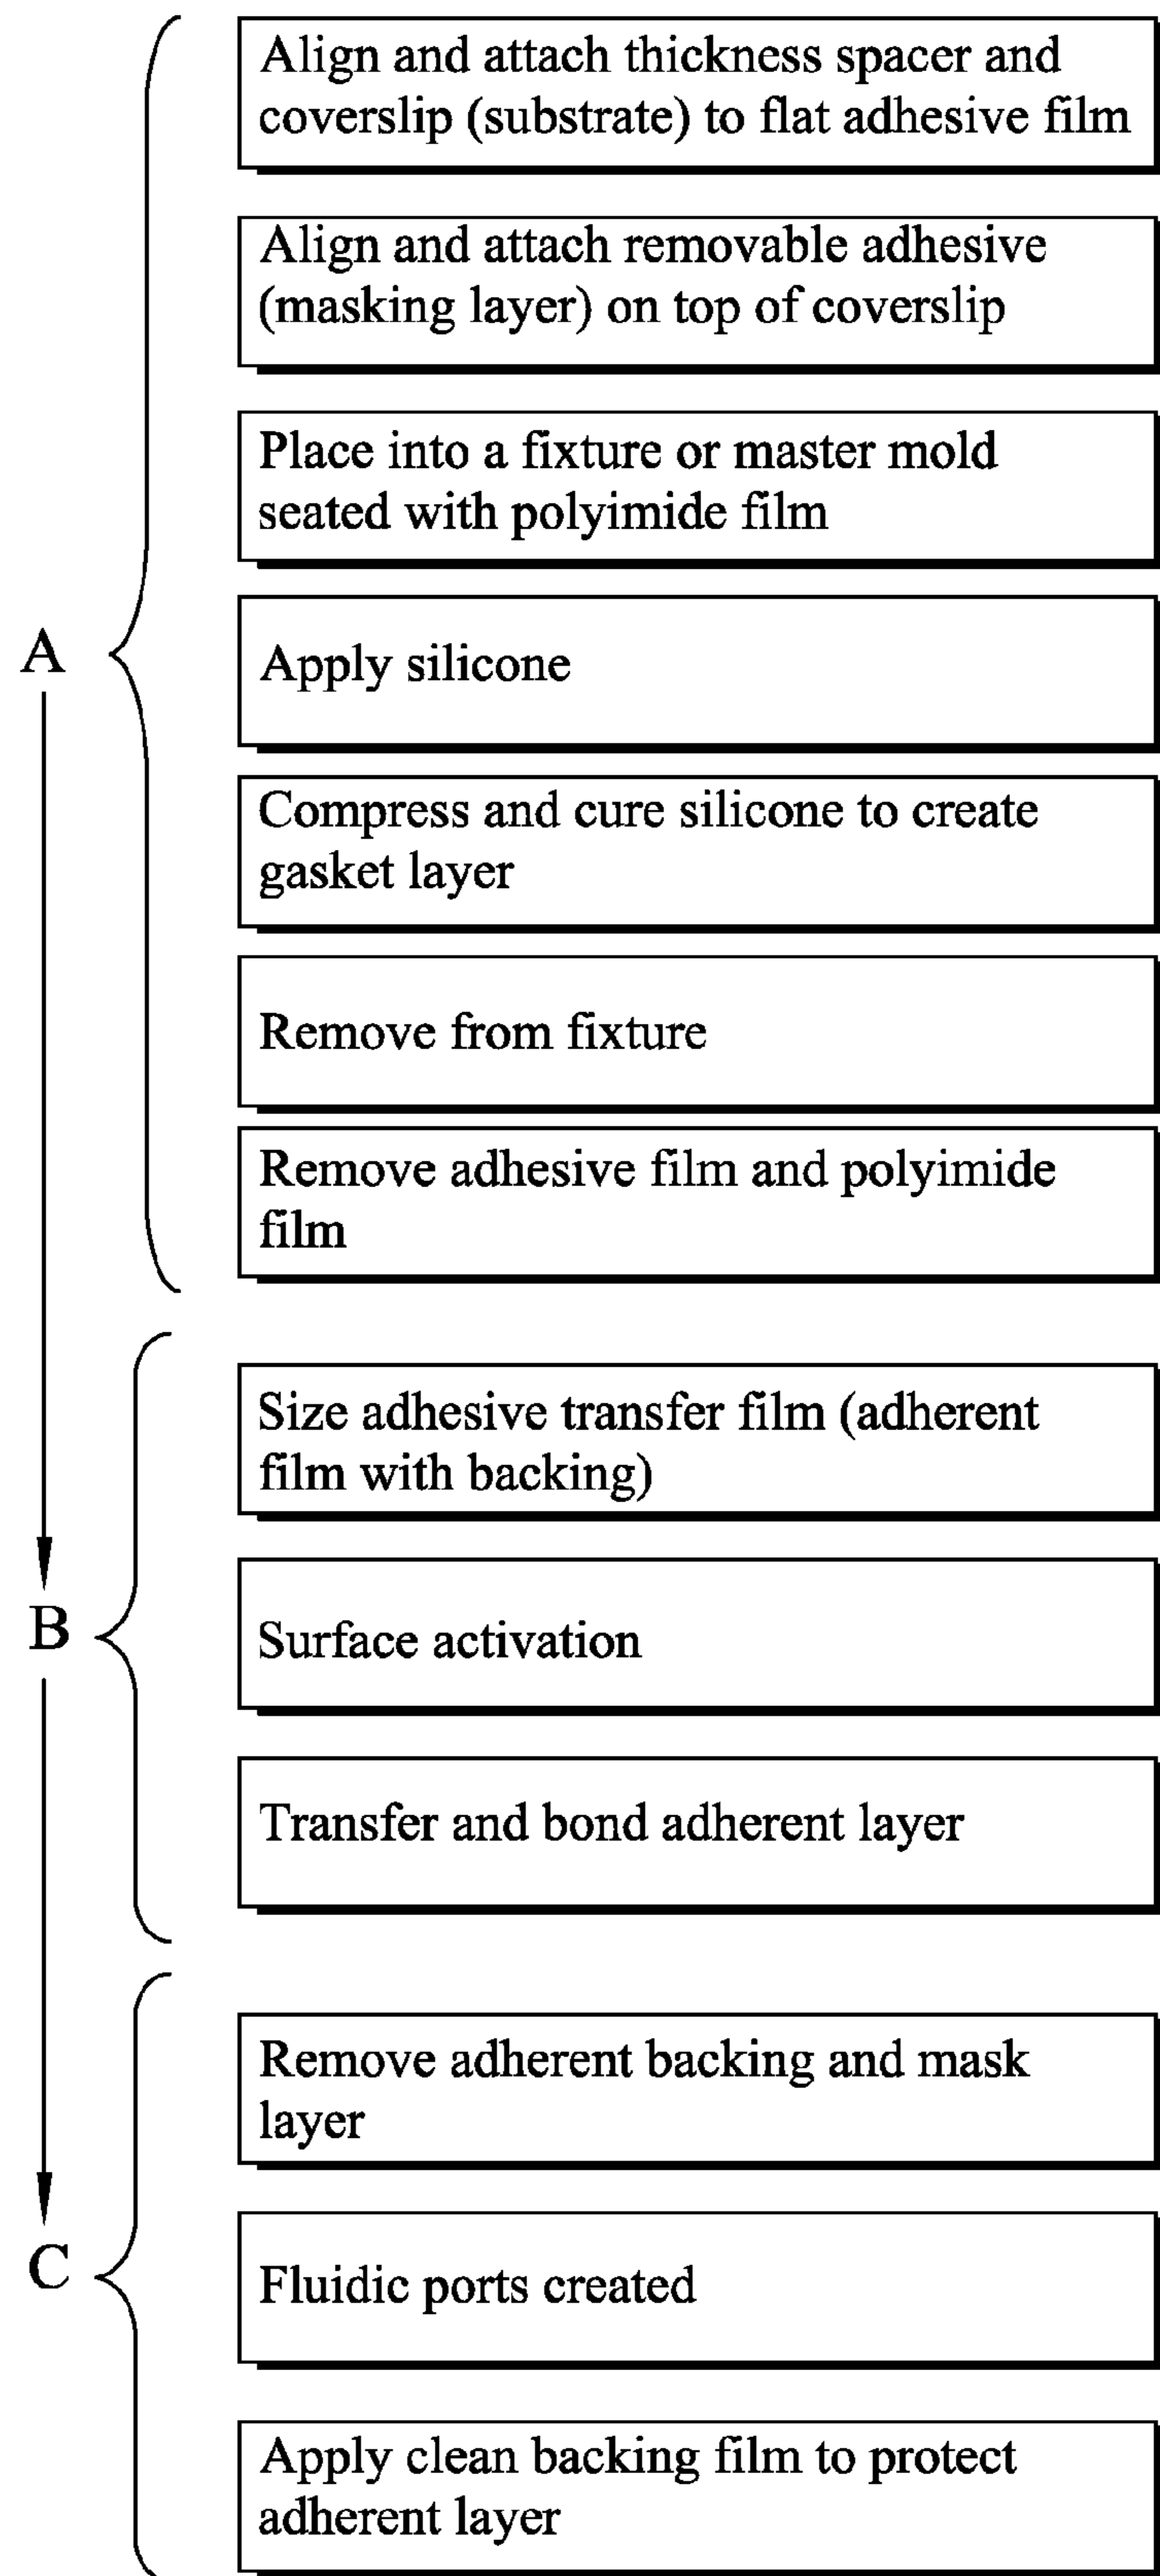 Align and attach thickness spacer and
coverslip (substrate) to flat adhesive film
Align and attach removable adhesive
(masking layer) on top of coverslip
Place into a fixture or master mold
seated with polyimide film
A
Apply silicone
Compress and cure silicone to create
gasket layer
Remove from fixture
Remove adhesive film and polyimide
film
Size adhesive transfer film (adherent
film with backing)
B
Surface activation
Transfer and bond adherent layer
Remove adherent backing and mask
layer
C
Fluidic ports created
Apply clean backing film to protect
adherent layer